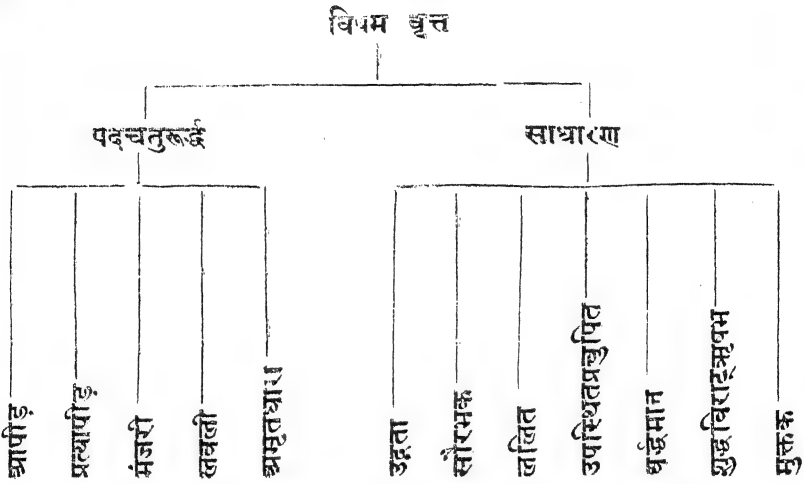 विषम वृत्त
पदचतुरूर्द्ध
साधारण
आपीड़
प्रत्यापीड़
मंजरी
लवली
अमृतधारा
उद्गता
सौरभक
ललित
उपस्थितप्रचुपित
वर्द्धमान
शुद्धविराट्ऋषभ
मुक्तक